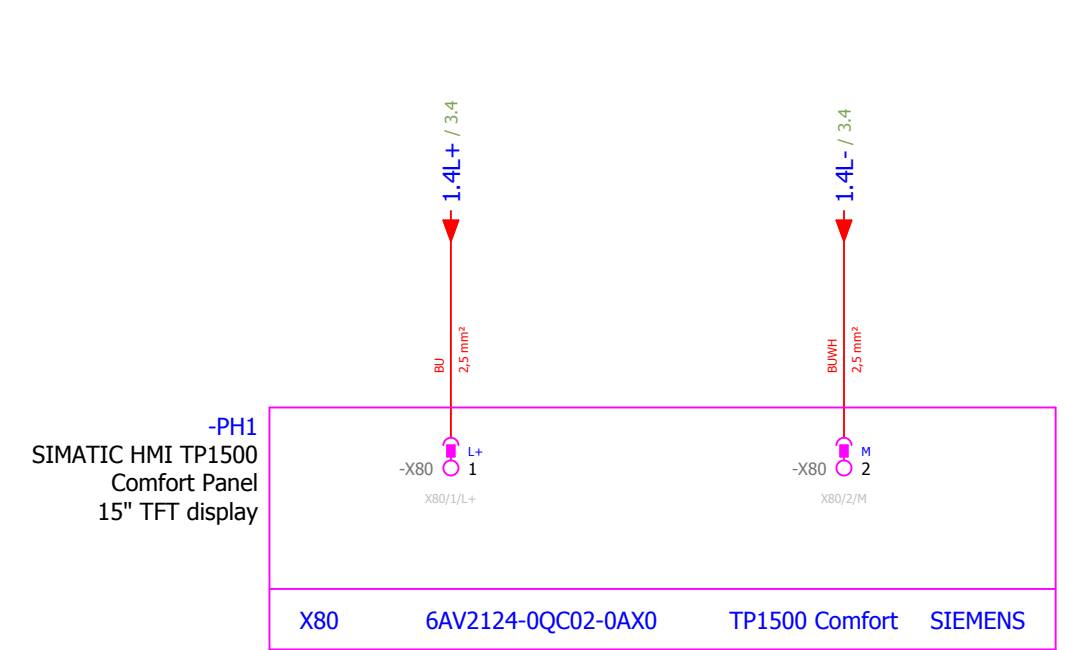 1.4L+ / 3.4
1.4L- / 3.4
BU
2,5 mm²
BUWH
2,5 mm²
-PH1
SIMATIC HMI TP1500
Comfort Panel
15" TFT display
L+
-X80 1
X80/1/L+
M
-X80 2
X80/2/M
X80 6AV2124-0QC02-0AX0 TP1500 Comfort SIEMENS